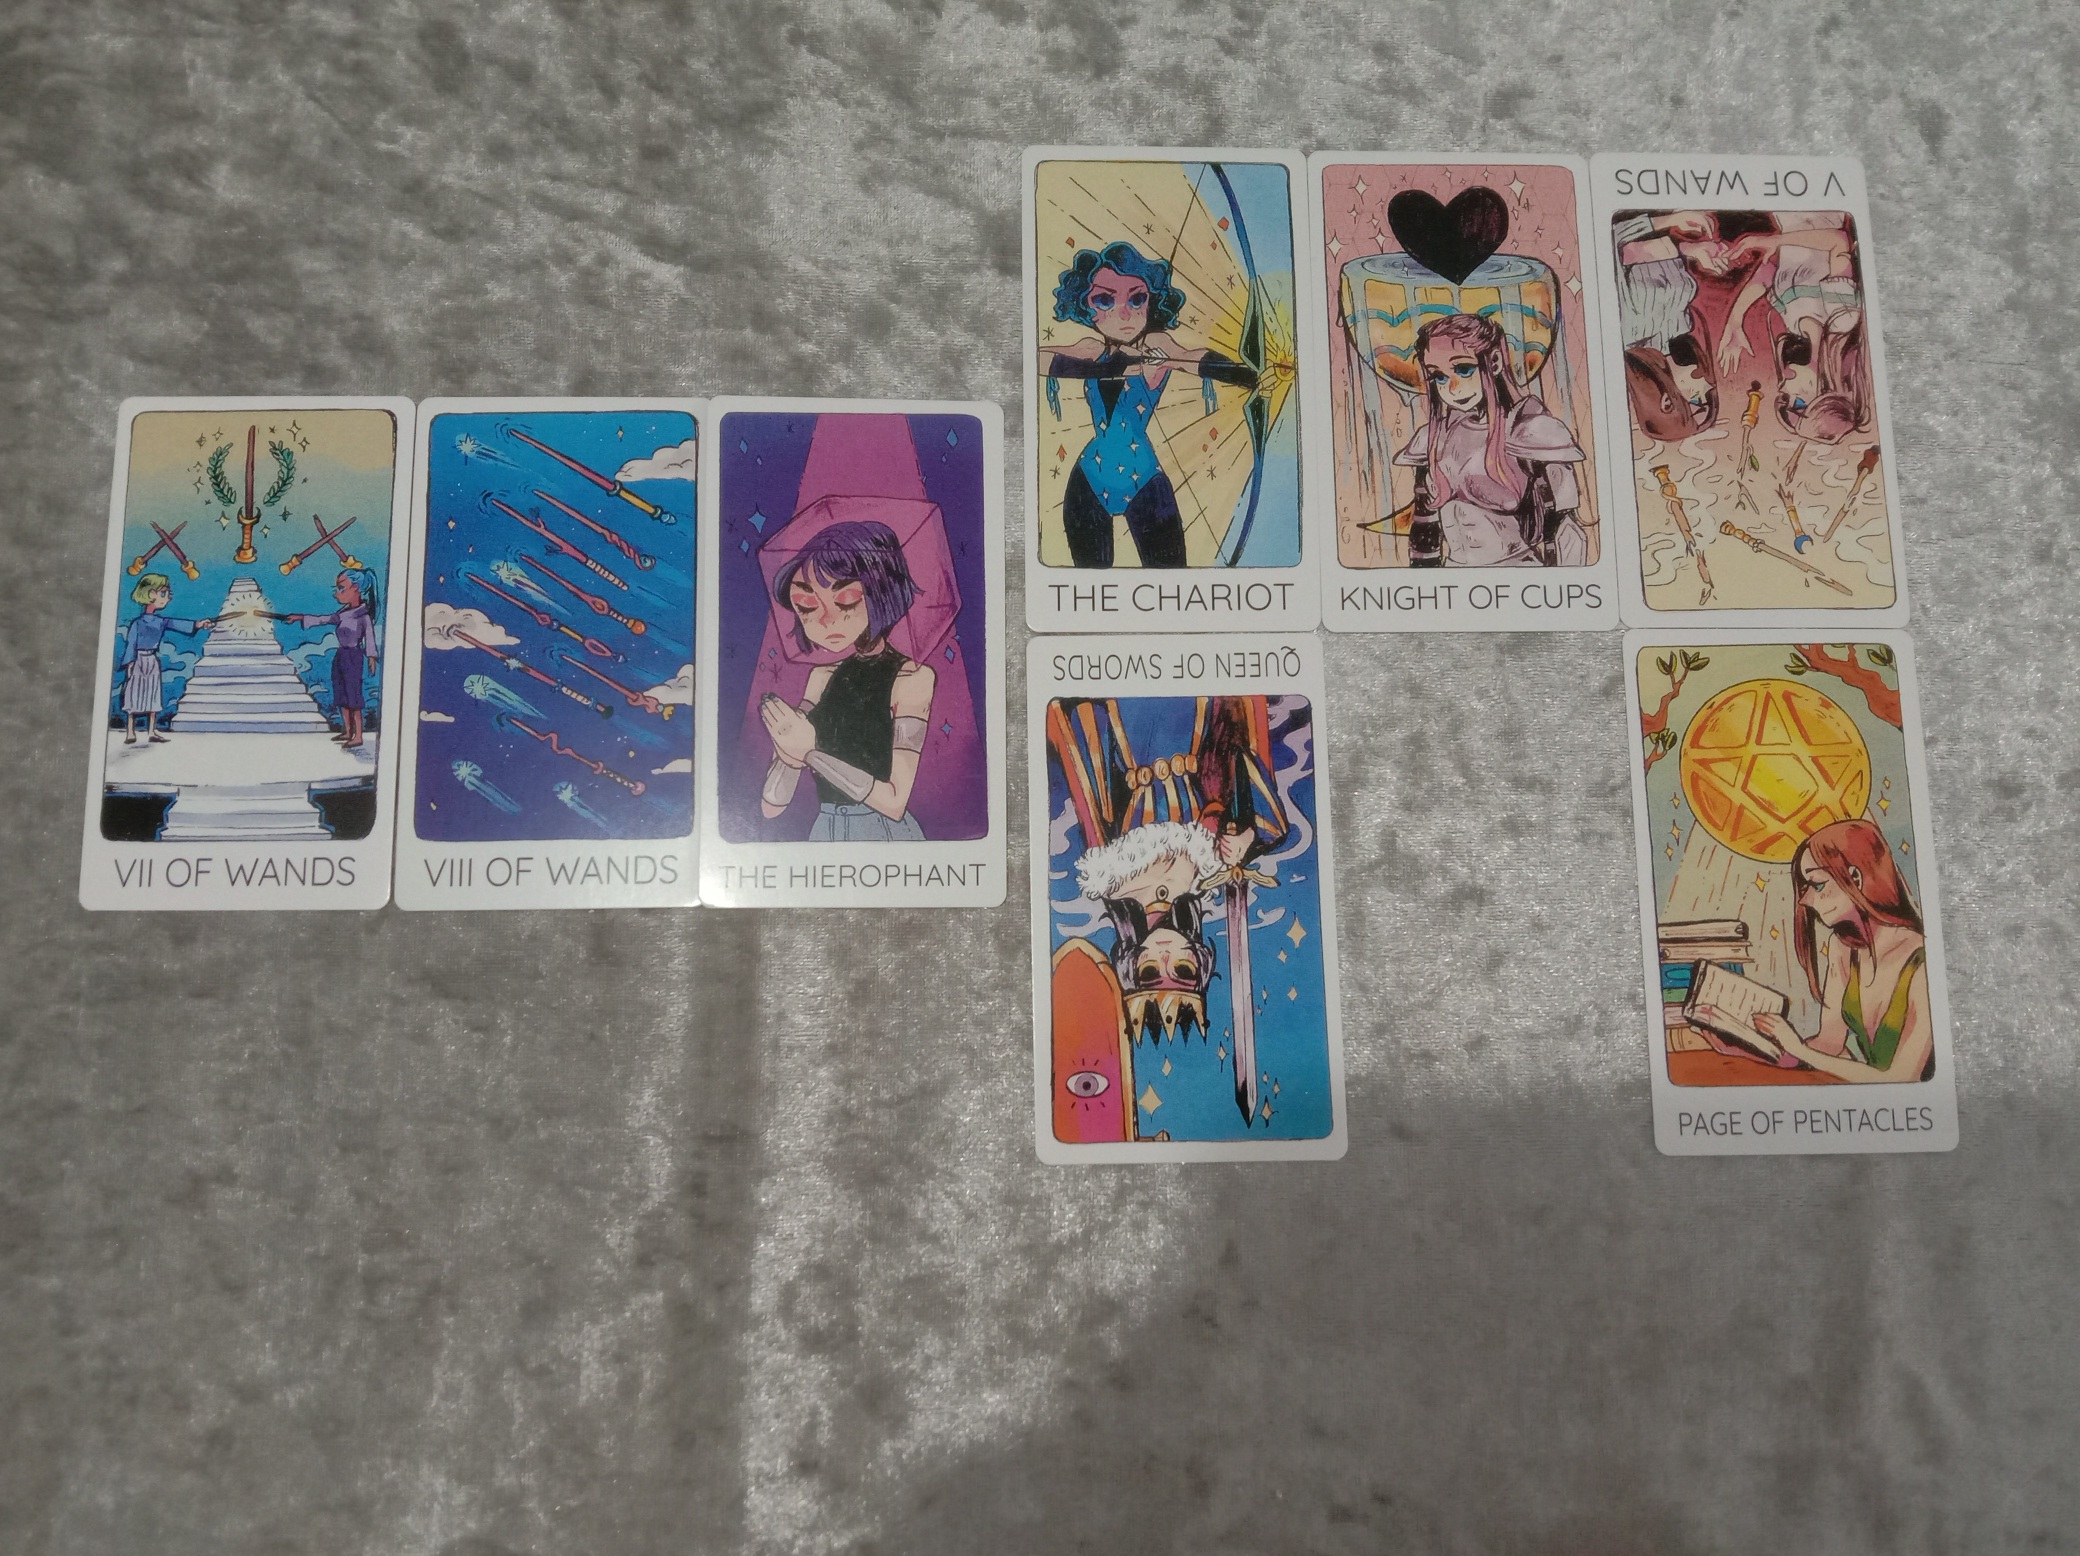 VII OF WANDS
VIII OF WANDS
THE HIEROPHANT
THE CHARIOT
KNIGHT OF CUPS
V OF WANDS
QUEEN OF SWORDS
PAGE OF PENTACLES